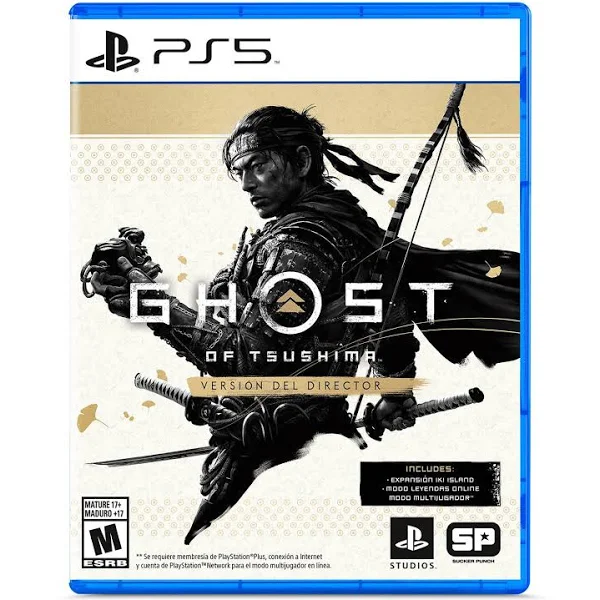 PS5
GHOST
OF TSUSHIMA™
VERSIÓN DEL DIRECTOR
INCLUDES:
• EXPANSIÓN IKI ISLAND
• MODO LEYENDAS ONLINE
MODO MULTIJUGADOR**
MATURE 17+
MADURO +17
M
ESRB
** Se requiere membresía de PlayStation®Plus, conexión a Internet
y cuenta de PlayStation™Network para el modo multijugador en línea.
STUDIOS.
SP
SUCKER PUNCH